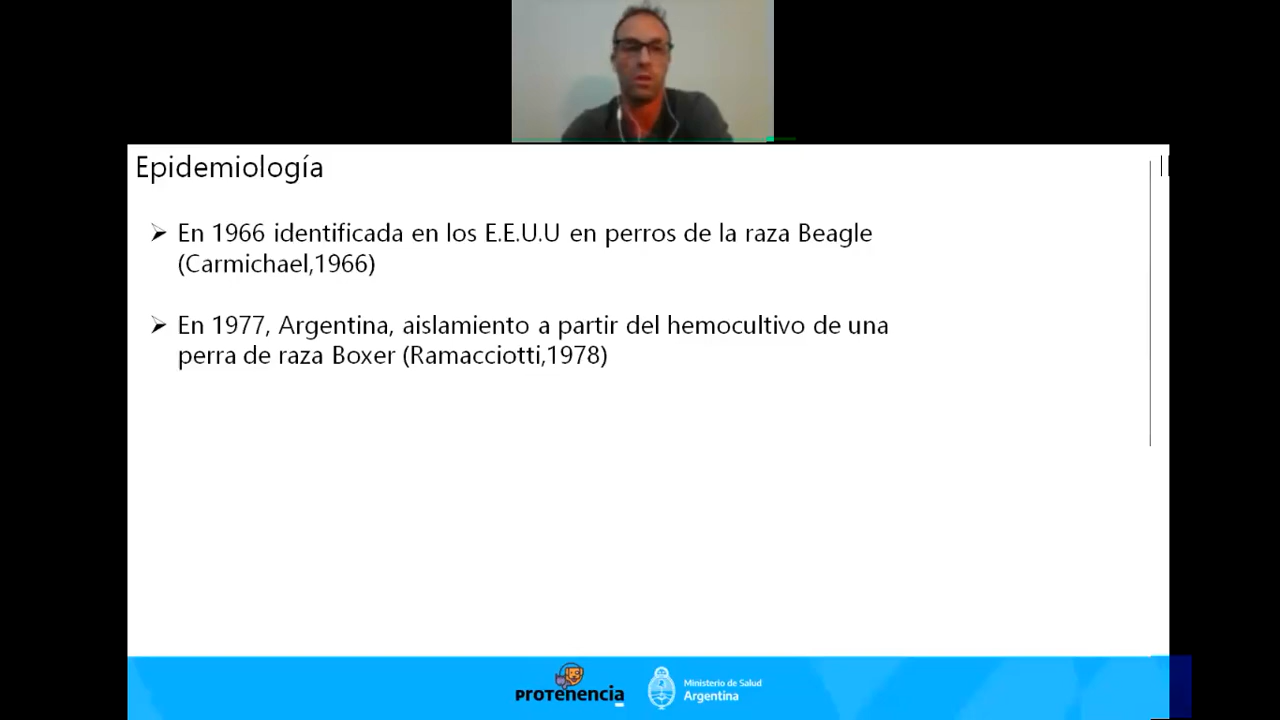 Epidemiología
➢ En 1966 identificada en los E.E.U.U en perros de la raza Beagle
(Carmichael,1966)
➢ En 1977, Argentina, aislamiento a partir del hemocultivo de una
perra de raza Boxer (Ramacciotti,1978)
PROTENENCIA
Ministerio de Salud
Argentina